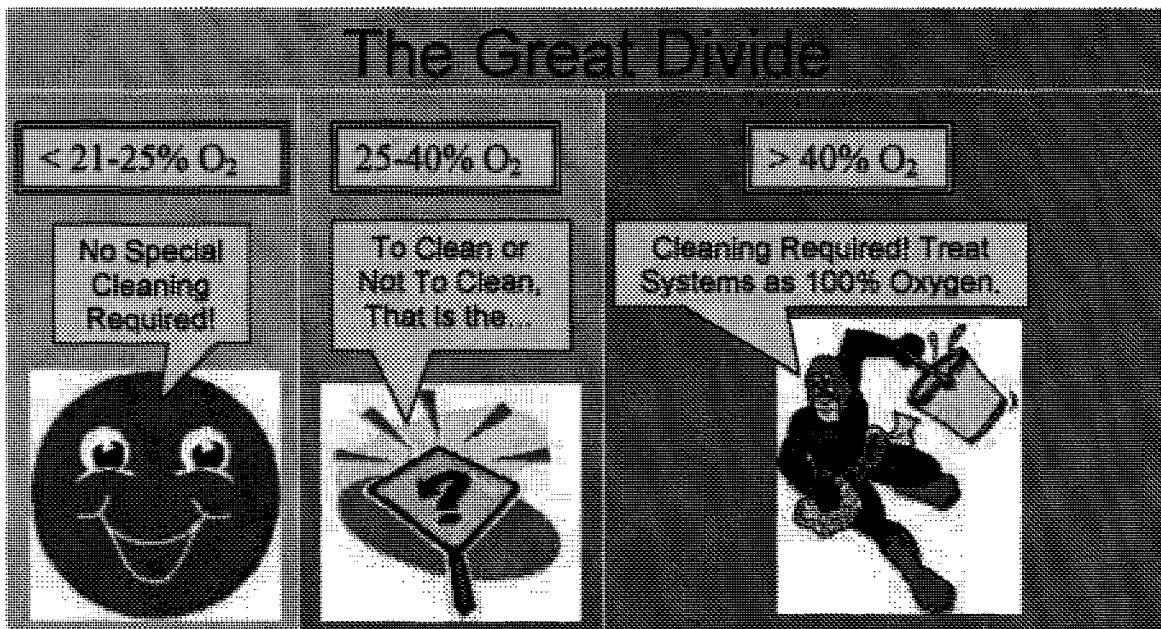 The Great Divide
< 21-25% O₂
25-40% O₂
> 40% O₂
No Special
Cleaning
Required!
To Clean or
Not To Clean,
That is the...
Cleaning Required! Treat
Systems as 100% Oxygen.
?